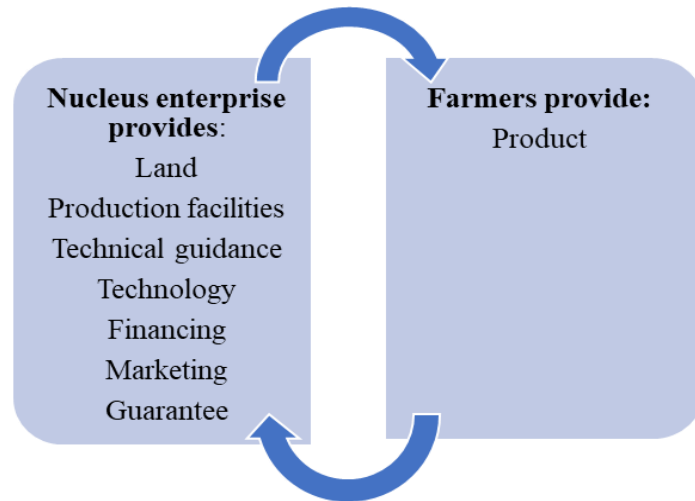 Nucleus enterprise
provides:
Land
Production facilities
Technical guidance
Technology
Financing
Marketing
Guarantee
Farmers provide:
Product